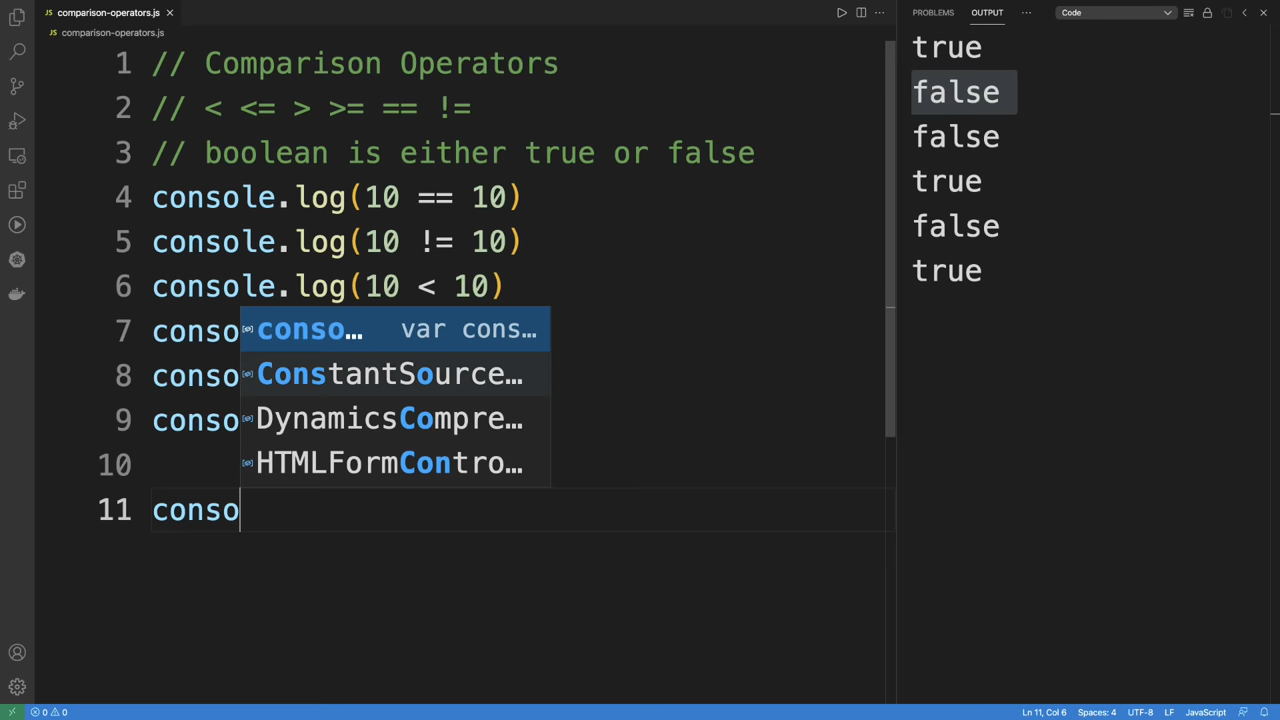 comparison-operators.js
PROBLEMS OUTPUT ... Code
comparison-operators.js
1 // Comparison Operators
2 // < <= > >= == !=
3 // boolean is either true or false
4 console.log(10 == 10)
5 console.log(10 != 10)
6 console.log(10 < 10)
7 conso
8 conso
9 conso
10
11 conso
conso… var cons…
ConstantSource…
DynamicsCompre…
HTMLFormContro…
true
false
false
true
false
true
0 0
Ln 11, Col 6 Spaces: 4 UTF-8 LF JavaScript